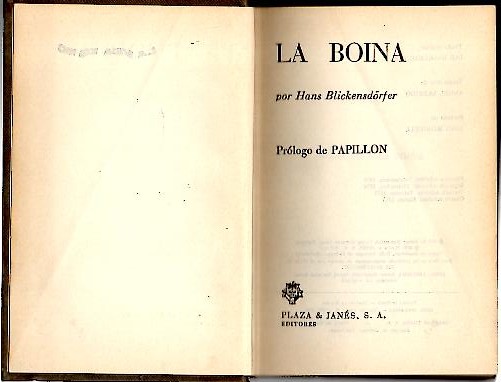 LA BOINA
por Hans Blickensdörfer
Prólogo de PAPILLON
PLAZA & JANÉS, S. A.
EDITORES